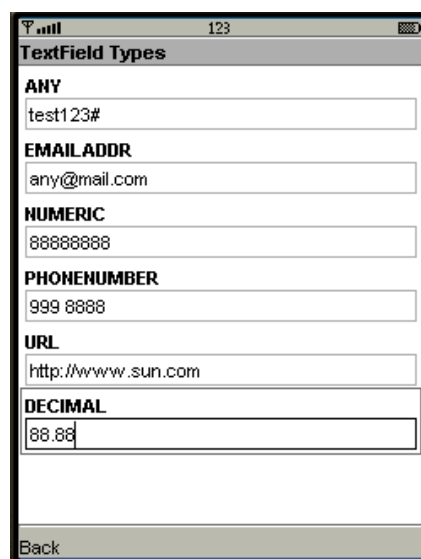 123
TextField Types
ANY
test123#
EMAILADDR
any@mail.com
NUMERIC
88888888
PHONENUMBER
999 8888
URL
http://www.sun.com
DECIMAL
88.88
Back